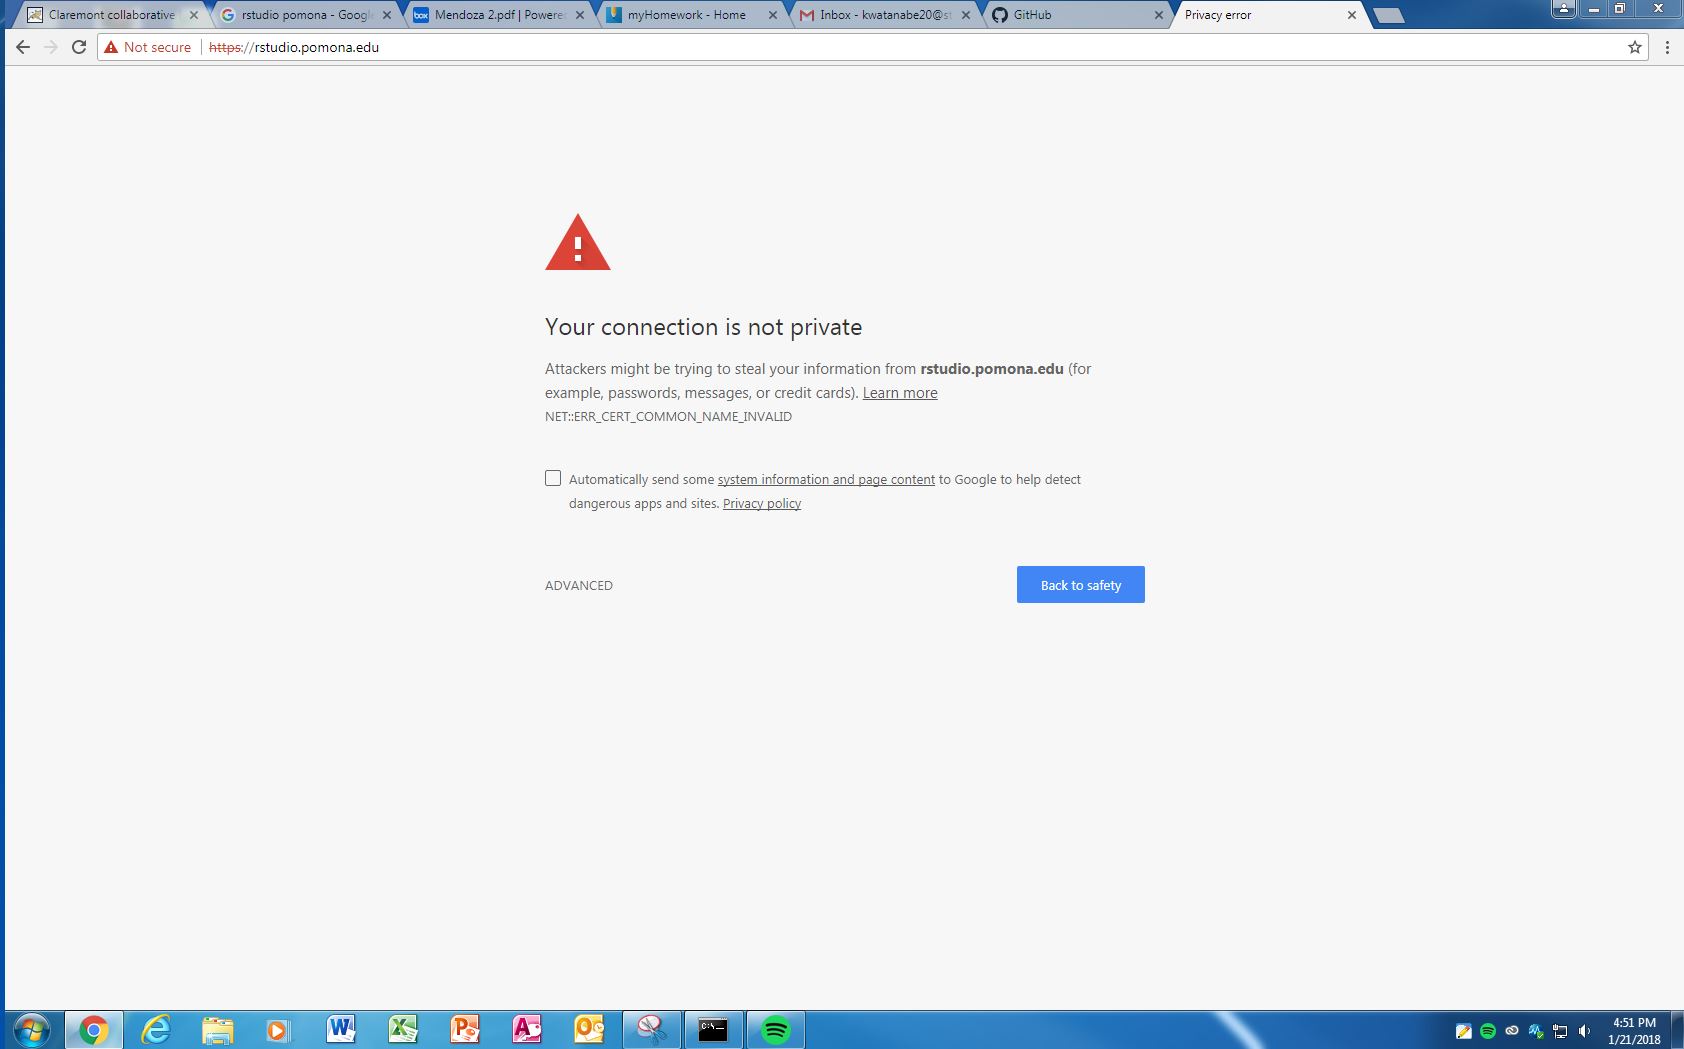 Claremont collaborative
rstudio pomona - Google
Mendoza 2.pdf | Powered
myHomework - Home
Inbox - kwatanabe20@st
GitHub
Privacy error
Not secure
https://rstudio.pomona.edu
Your connection is not private
Attackers might be trying to steal your information from rstudio.pomona.edu (for
example, passwords, messages, or credit cards). Learn more
NET::ERR_CERT_COMMON_NAME_INVALID
Automatically send some system information and page content to Google to help detect
dangerous apps and sites. Privacy policy
ADVANCED
Back to safety
4:51 PM
1/21/2018